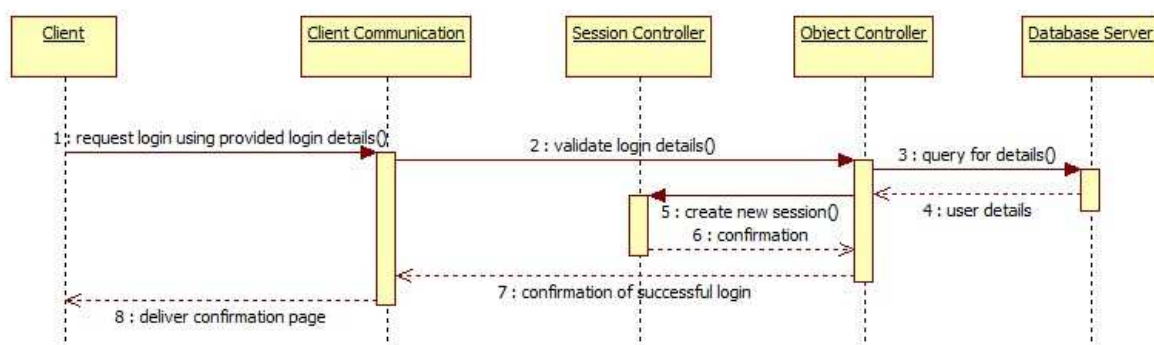 Client
Client Communication
Session Controller
Object Controller
Database Server
1 : request login using provided login details()
2 : validate login details()
3 : query for details()
4 : user details
5 : create new session()
6 : confirmation
7 : confirmation of successful login
8 : deliver confirmation page